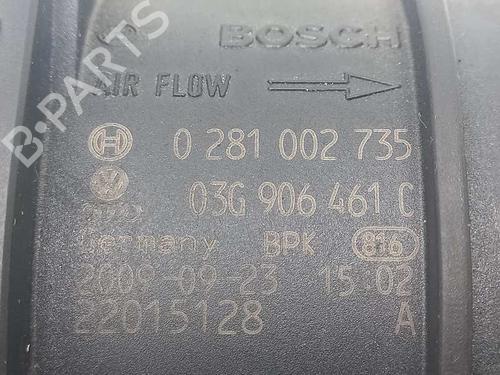 BOSCH
AIR FLOW
0 281 002 735
03G 906 461 C
Germany BPK 816
2009-09-23 15:02
22015128 A
B-PARTS